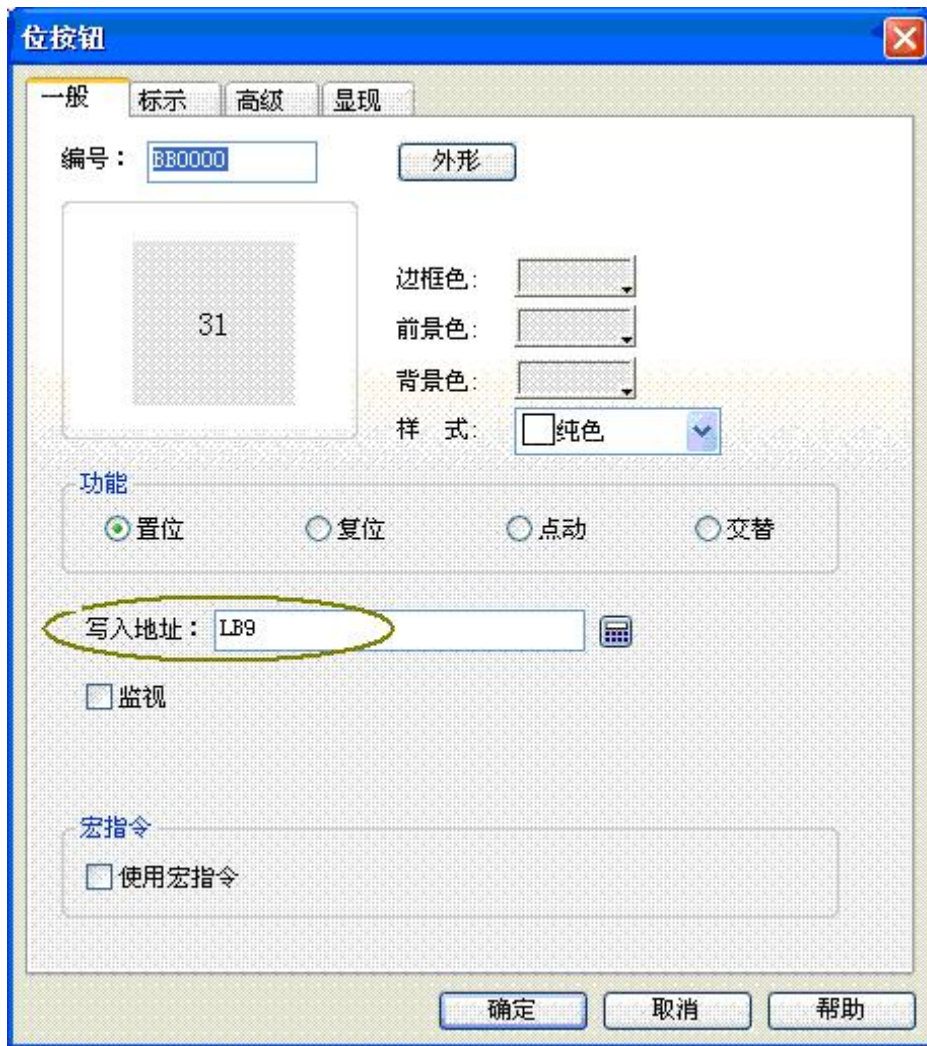 位按钮
一般 标示 高级 显现
编号： BB0000 外形
31
边框色:
前景色:
背景色:
样 式: 纯色
功能
置位 复位 点动 交替
写入地址： LB9
监视
宏指令
使用宏指令
确定 取消 帮助